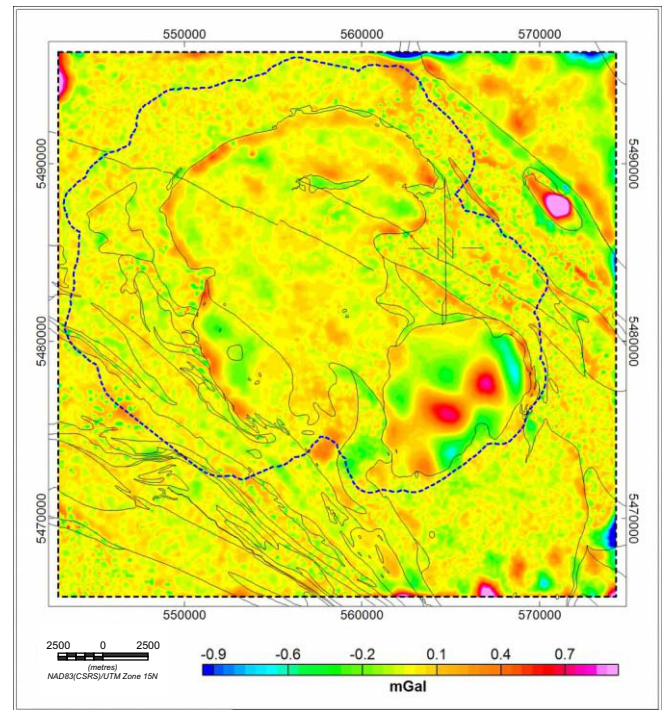 550000 560000 570000
5490000 5490000
5480000 5480000
5470000 5470000
550000 560000 570000
2500 0 2500
(metres)
NAD83(CSRS)/UTM Zone 15N
-0.9 -0.6 -0.2 0.1 0.4 0.7
mGal